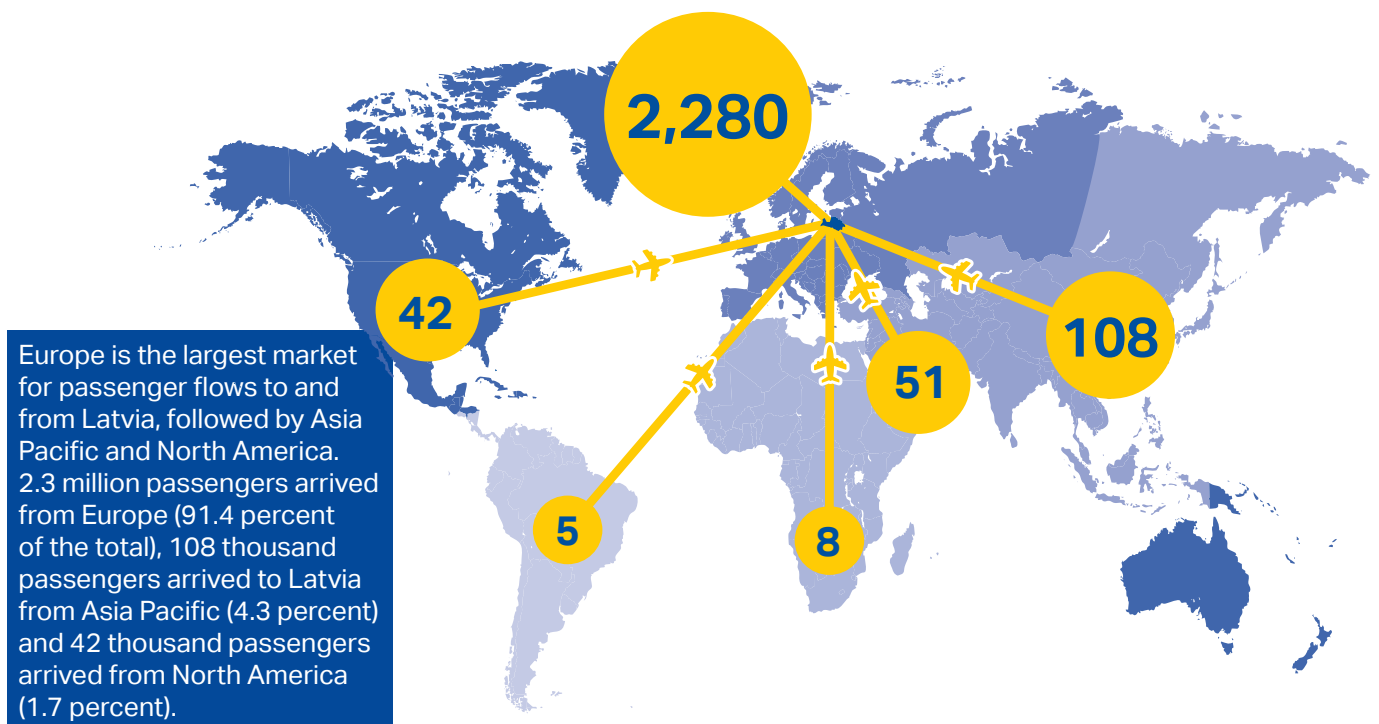 2,280
42
108
51
5
8
Europe is the largest market
for passenger flows to and
from Latvia, followed by Asia
Pacific and North America.
2.3 million passengers arrived
from Europe (91.4 percent
of the total), 108 thousand
passengers arrived to Latvia
from Asia Pacific (4.3 percent)
and 42 thousand passengers
arrived from North America
(1.7 percent).